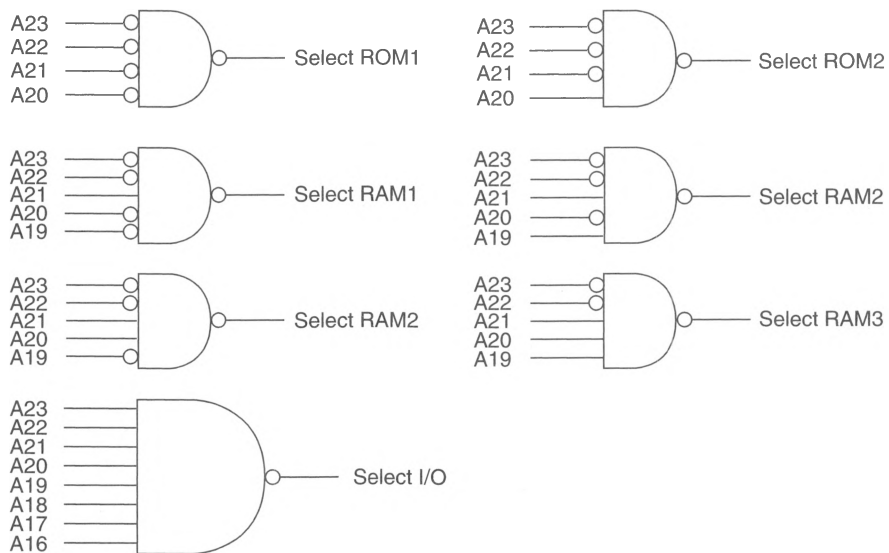 A23
A22
A21
A20
Select ROM1
A23
A22
A21
A20
Select ROM2
A23
A22
A21
A20
A19
Select RAM1
A23
A22
A21
A20
A19
Select RAM2
A23
A22
A21
A20
A19
Select RAM2
A23
A22
A21
A20
A19
Select RAM3
A23
A22
A21
A20
A19
A18
A17
A16
Select I/O